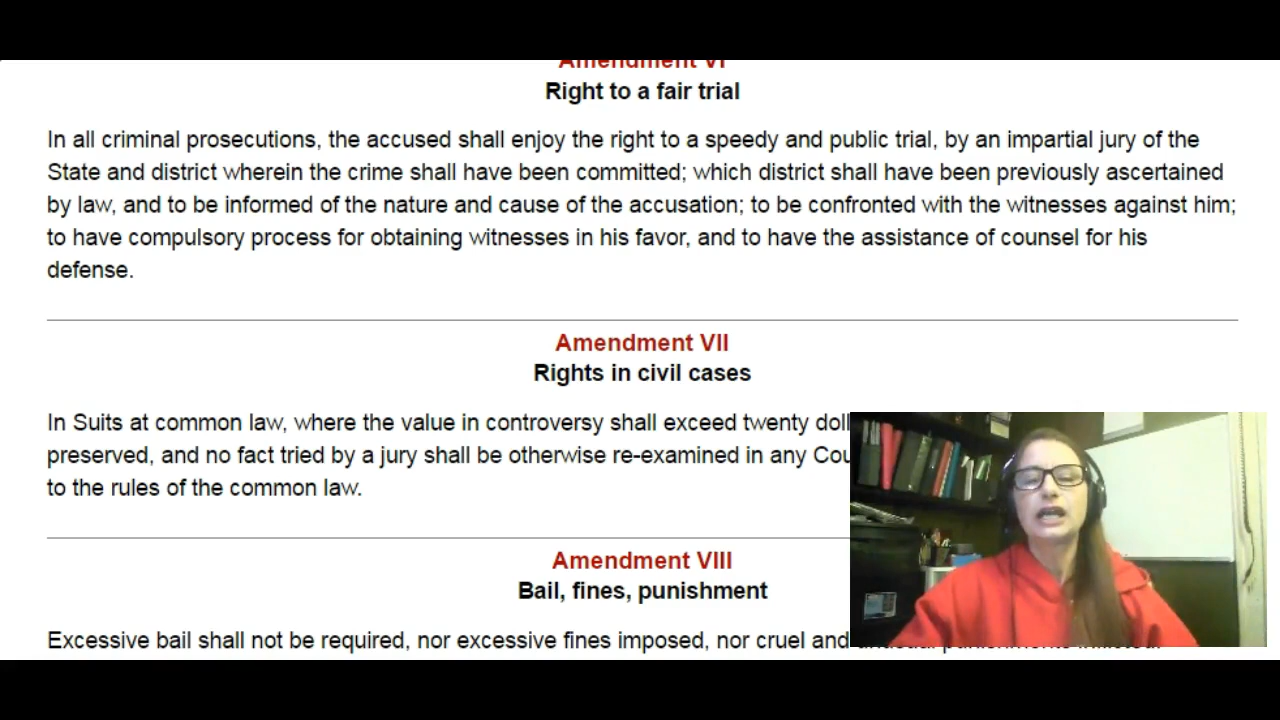 Amendment VI
Right to a fair trial
In all criminal prosecutions, the accused shall enjoy the right to a speedy and public trial, by an impartial jury of the
State and district wherein the crime shall have been committed; which district shall have been previously ascertained
by law, and to be informed of the nature and cause of the accusation; to be confronted with the witnesses against him;
to have compulsory process for obtaining witnesses in his favor, and to have the assistance of counsel for his
defense.
Amendment VII
Rights in civil cases
In Suits at common law, where the value in controversy shall exceed twenty doll
preserved, and no fact tried by a jury shall be otherwise re-examined in any Cou
to the rules of the common law.
Amendment VIII
Bail, fines, punishment
Excessive bail shall not be required, nor excessive fines imposed, nor cruel and